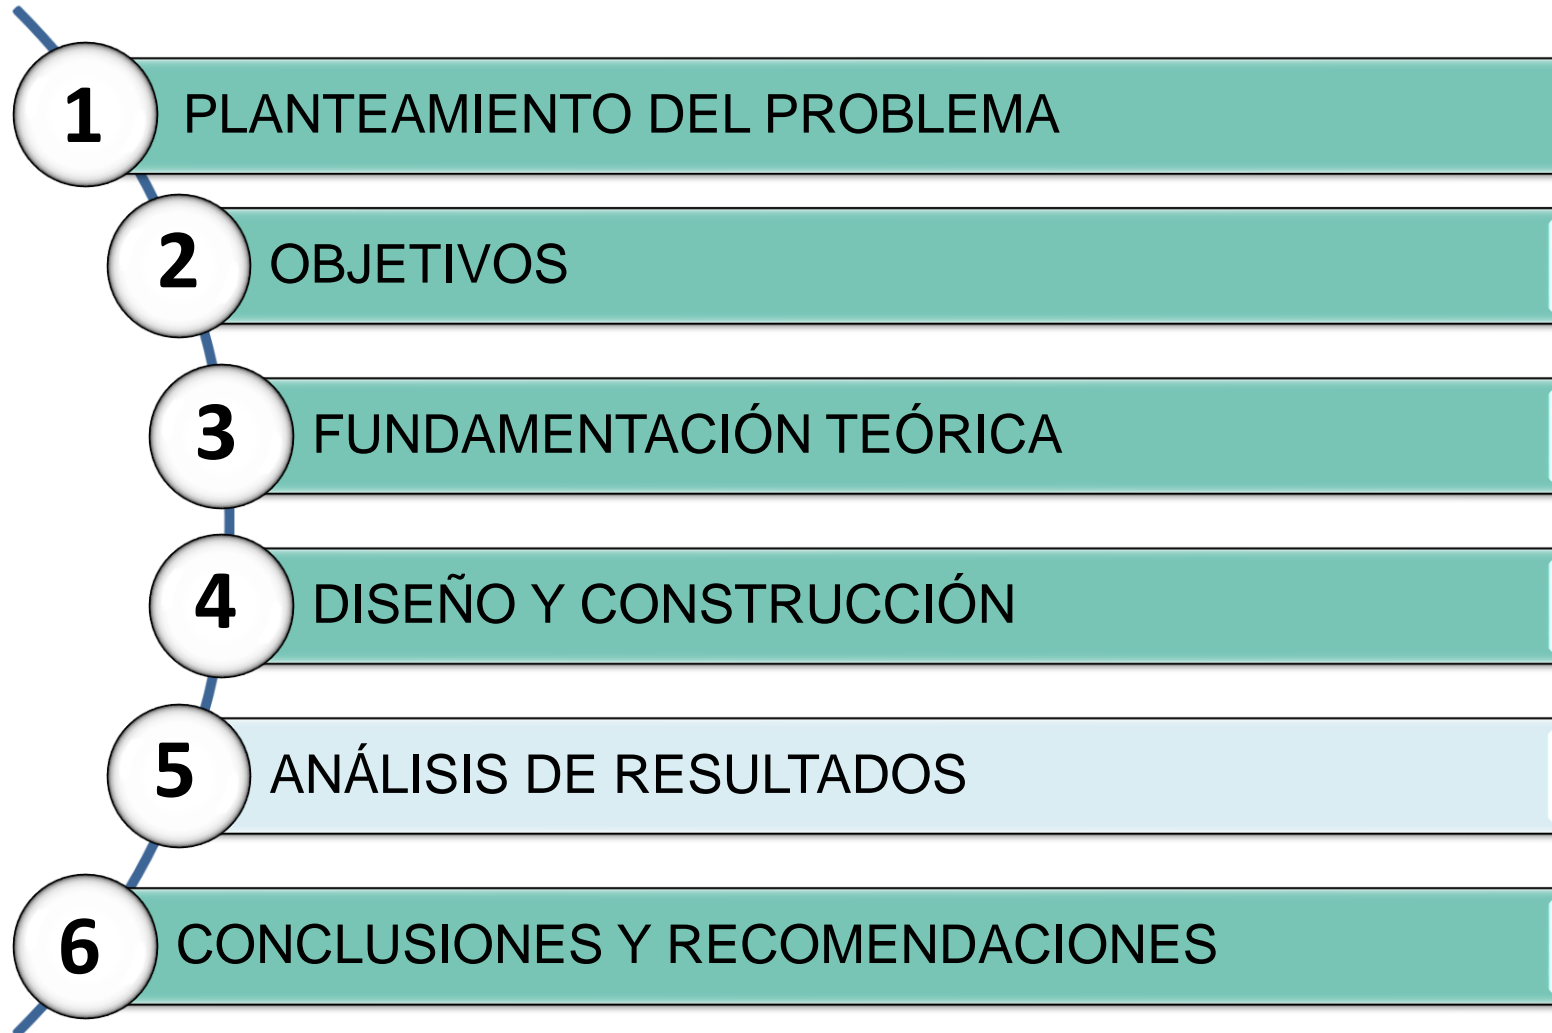 1 PLANTEAMIENTO DEL PROBLEMA
2 OBJETIVOS
3 FUNDAMENTACIÓN TEÓRICA
4 DISEÑO Y CONSTRUCCIÓN
5 ANÁLISIS DE RESULTADOS
6 CONCLUSIONES Y RECOMENDACIONES